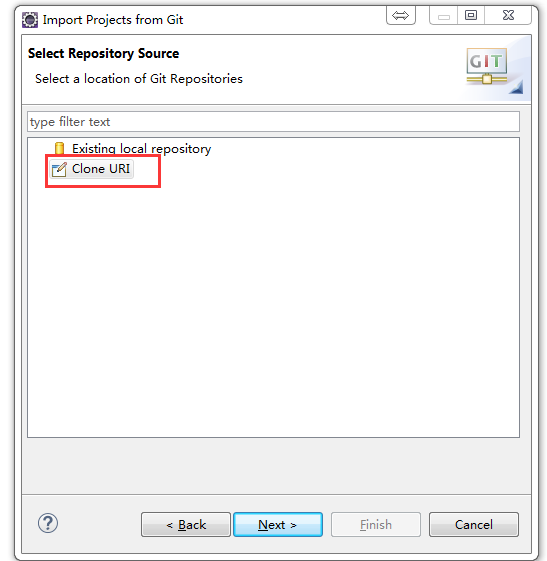 Import Projects from Git
Select Repository Source
Select a location of Git Repositories
GIT
type filter text
Existing local repository
Clone URI
?
< Back
Next >
Finish
Cancel